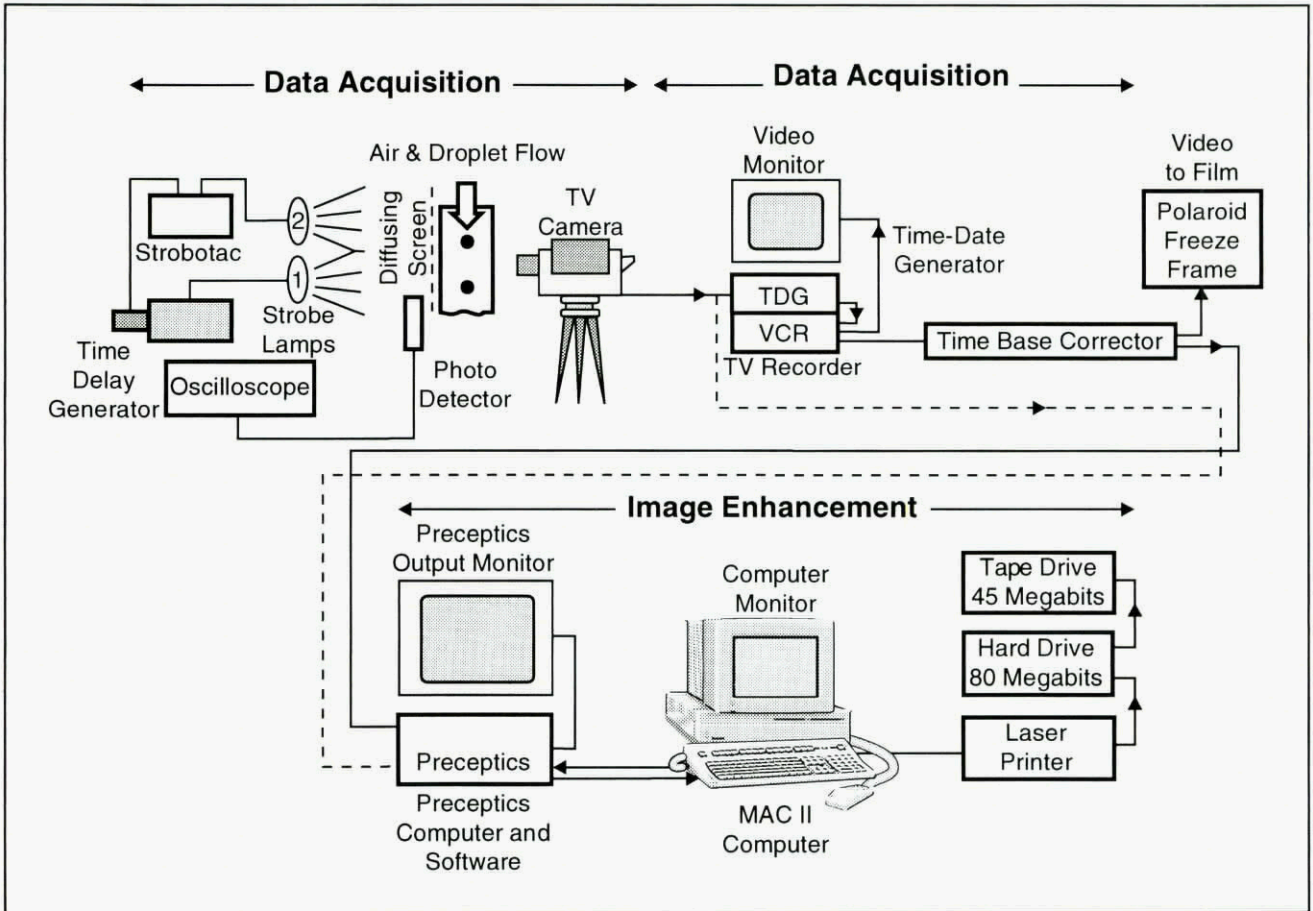 Data Acquisition
Data Acquisition
Air & Droplet Flow
Strobotac
2
1
Strobe
Lamps
Diffusing
Screen
TV
Camera
Time
Delay
Generator
Oscilloscope
Photo
Detector
Video
Monitor
Time-Date
Generator
TDG
VCR
TV Recorder
Time Base Corrector
Video
to Film
Polaroid
Freeze
Frame
Image Enhancement
Preceptics
Output Monitor
Preceptics
Preceptics
Computer and
Software
Computer
Monitor
MAC II
Computer
Tape Drive
45 Megabits
Hard Drive
80 Megabits
Laser
Printer